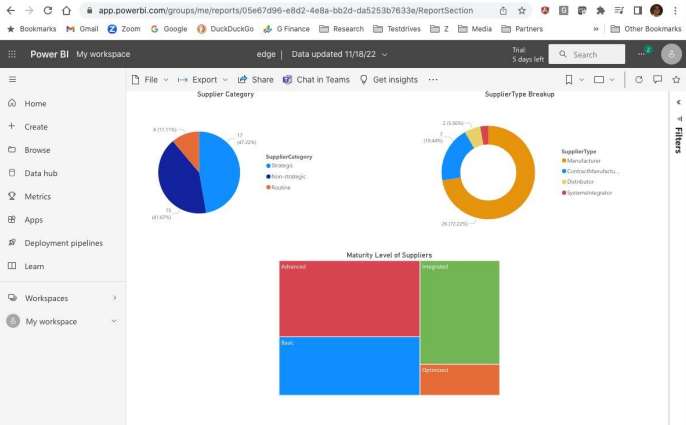 app.powerbi.com/groups/me/reports/05e67d96-e8d2-4e8a-bb2d-da5253b7633e/ReportSection
Bookmarks Gmail Zoom Google DuckDuckGo G Finance Research Testdrives Z Media Partners » Other Bookmarks
Power BI My workspace
edge | Data updated 11/18/22
Trial:
5 days left
Search
2
File Export Share Chat in Teams Get insights ...
Home
Create
Browse
Data hub
Metrics
Apps
Deployment pipelines
Learn
Workspaces
My workspace
Supplier Category
4 (11.11%)
17
(47.22%)
15
(41.67%)
SupplierCategory
Strategic
Non-strategic
Routine
SupplierType Breakup
2 (5.56%)
7
(19.44%)
26 (72.22%)
SupplierType
Manufacturer
ContractManufactu...
Distributor
SystemsIntegrator
Maturity Level of Suppliers
Advanced
Integrated
Basic
Optimized
Filters